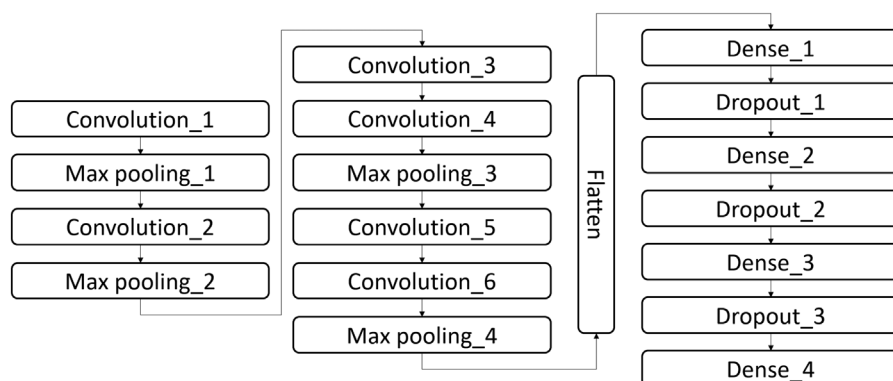 Convolution_1
Max pooling_1
Convolution_2
Max pooling_2
Convolution_3
Convolution_4
Max pooling_3
Convolution_5
Convolution_6
Max pooling_4
Flatten
Dense_1
Dropout_1
Dense_2
Dropout_2
Dense_3
Dropout_3
Dense_4